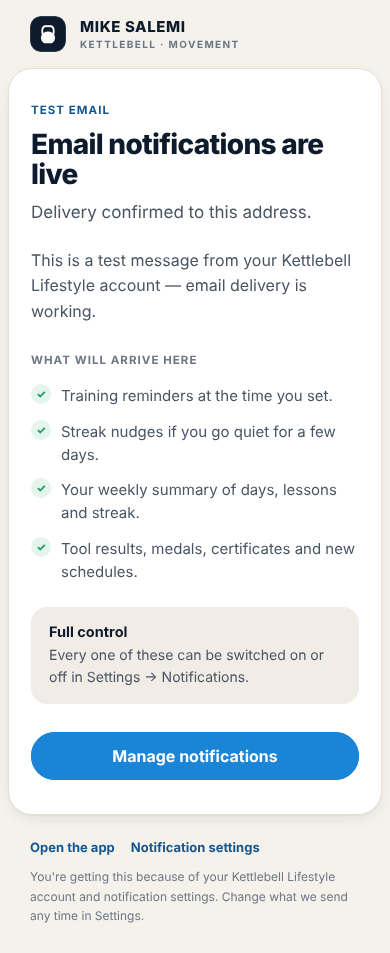 MIKE SALEMI
KETTLEBELL · MOVEMENT
TEST EMAIL
Email notifications are
live
Delivery confirmed to this address.
This is a test message from your Kettlebell
Lifestyle account — email delivery is
working.
WHAT WILL ARRIVE HERE
Training reminders at the time you set.
Streak nudges if you go quiet for a few
days.
Your weekly summary of days, lessons
and streak.
Tool results, medals, certificates and new
schedules.
Full control
Every one of these can be switched on or
off in Settings → Notifications.
Manage notifications
Open the app Notification settings
You're getting this because of your Kettlebell Lifestyle
account and notification settings. Change what we send
any time in Settings.